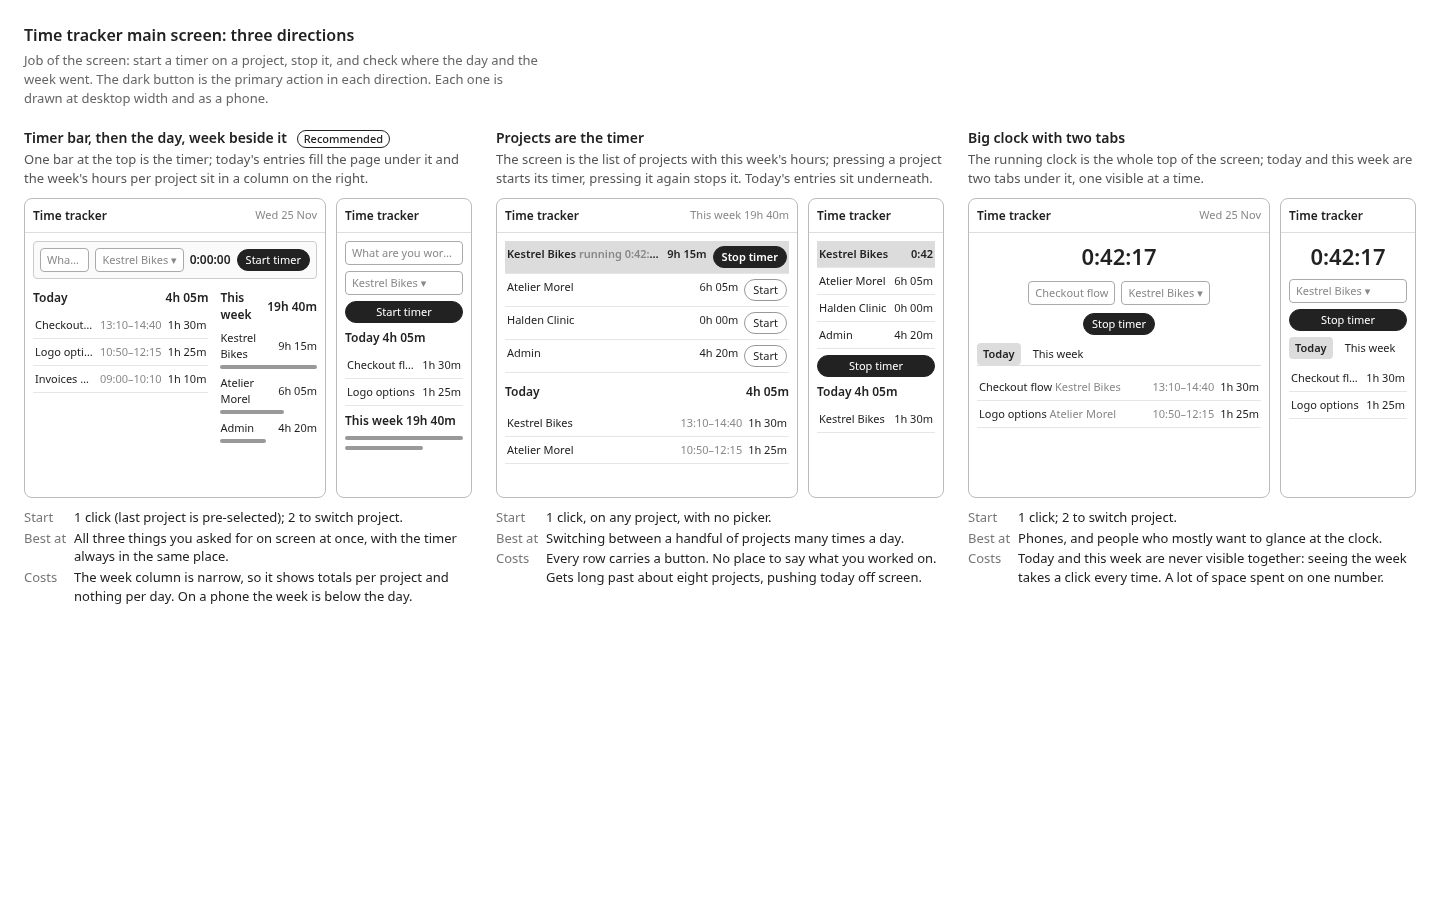 Time tracker main screen: three directions
Job of the screen: start a timer on a project, stop it, and check where the day and the
week went. The dark button is the primary action in each direction. Each one is
drawn at desktop width and as a phone.
Timer bar, then the day, week beside it Recommended
One bar at the top is the timer; today's entries fill the page under it and
the week's hours per project sit in a column on the right.
Time tracker Wed 25 Nov
Wha... Kestrel Bikes ▾ 0:00:00 Start timer
Today 4h 05m
Checkout... 13:10–14:40 1h 30m
Logo opti... 10:50–12:15 1h 25m
Invoices ... 09:00–10:10 1h 10m
This
week 19h 40m
Kestrel
Bikes 9h 15m
Atelier
Morel 6h 05m
Admin 4h 20m
Time tracker
What are you wor...
Kestrel Bikes ▾
Start timer
Today 4h 05m
Checkout fl... 1h 30m
Logo options 1h 25m
This week 19h 40m
Start 1 click (last project is pre-selected); 2 to switch project.
Best at All three things you asked for on screen at once, with the timer
always in the same place.
Costs The week column is narrow, so it shows totals per project and
nothing per day. On a phone the week is below the day.
Projects are the timer
The screen is the list of projects with this week's hours; pressing a project
starts its timer, pressing it again stops it. Today's entries sit underneath.
Time tracker This week 19h 40m
Kestrel Bikes running 0:42:... 9h 15m Stop timer
Atelier Morel 6h 05m Start
Halden Clinic 0h 00m Start
Admin 4h 20m Start
Today 4h 05m
Kestrel Bikes 13:10–14:40 1h 30m
Atelier Morel 10:50–12:15 1h 25m
Time tracker
Kestrel Bikes 0:42
Atelier Morel 6h 05m
Halden Clinic 0h 00m
Admin 4h 20m
Stop timer
Today 4h 05m
Kestrel Bikes 1h 30m
Start 1 click, on any project, with no picker.
Best at Switching between a handful of projects many times a day.
Costs Every row carries a button. No place to say what you worked on.
Gets long past about eight projects, pushing today off screen.
Big clock with two tabs
The running clock is the whole top of the screen; today and this week are
two tabs under it, one visible at a time.
Time tracker Wed 25 Nov
0:42:17
Checkout flow Kestrel Bikes ▾
Stop timer
Today This week
Checkout flow Kestrel Bikes 13:10–14:40 1h 30m
Logo options Atelier Morel 10:50–12:15 1h 25m
Time tracker
0:42:17
Kestrel Bikes ▾
Stop timer
Today This week
Checkout fl... 1h 30m
Logo options 1h 25m
Start 1 click; 2 to switch project.
Best at Phones, and people who mostly want to glance at the clock.
Costs Today and this week are never visible together: seeing the week
takes a click every time. A lot of space spent on one number.